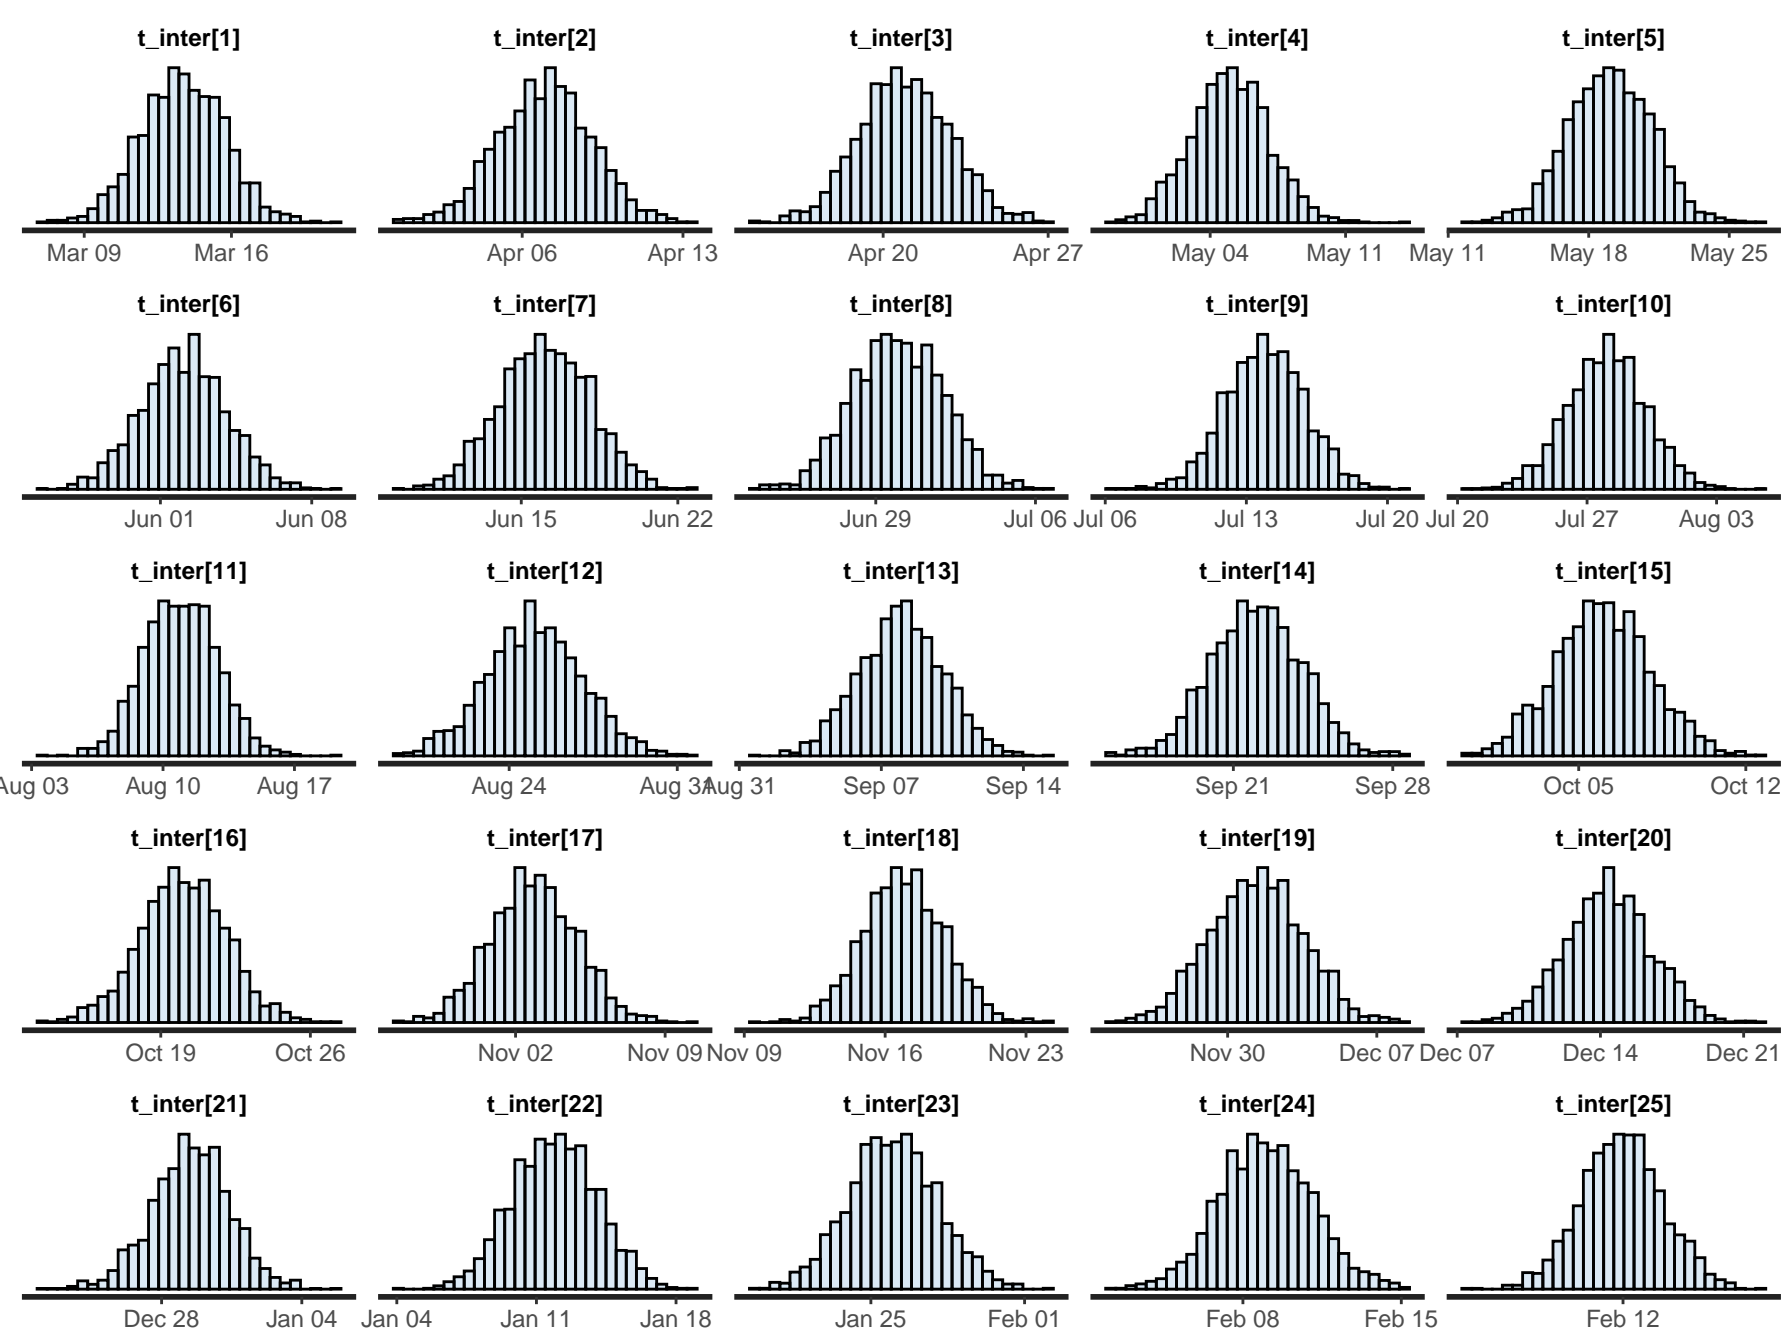 t_inter[1] t_inter[2] t_inter[3] t_inter[4] t_inter[5]
Mar 09 Mar 16 Apr 06 Apr 13 Apr 20 Apr 27 May 04 May 11 May 11 May 18 May 25
t_inter[6] t_inter[7] t_inter[8] t_inter[9] t_inter[10]
Jun 01 Jun 08 Jun 15 Jun 22 Jun 29 Jul 06 Jul 06 Jul 13 Jul 20 Jul 20 Jul 27 Aug 03
t_inter[11] t_inter[12] t_inter[13] t_inter[14] t_inter[15]
Aug 03 Aug 10 Aug 17 Aug 24 Aug 31 Aug 31 Sep 07 Sep 14 Sep 21 Sep 28 Oct 05 Oct 12
t_inter[16] t_inter[17] t_inter[18] t_inter[19] t_inter[20]
Oct 19 Oct 26 Nov 02 Nov 09 Nov 09 Nov 16 Nov 23 Nov 30 Dec 07 Dec 07 Dec 14 Dec 21
t_inter[21] t_inter[22] t_inter[23] t_inter[24] t_inter[25]
Dec 28 Jan 04 Jan 04 Jan 11 Jan 18 Jan 25 Feb 01 Feb 08 Feb 15 Feb 12